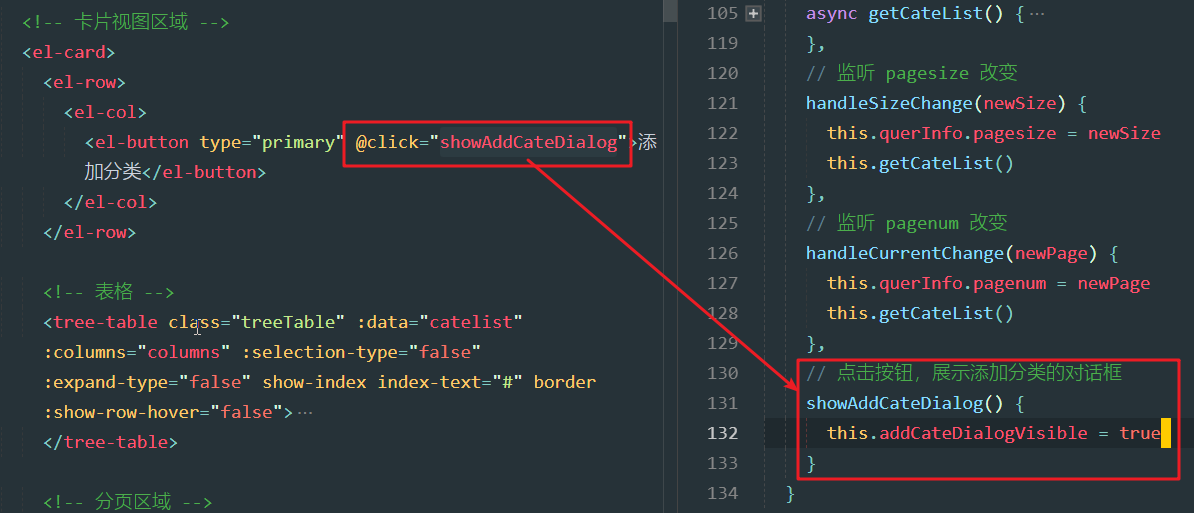 <!-- 卡片视图区域 -->
<el-card>
<el-row>
<el-col>
<el-button type="primary" @click="showAddCateDialog">添
加分类</el-button>
</el-col>
</el-row>
<!-- 表格 -->
<tree-table class="treeTable" :data="catelist"
:columns="columns" :selection-type="false"
:expand-type="false" show-index index-text="#" border
:show-row-hover="false">…
</tree-table>
<!-- 分页区域 -->
105 async getCateList() {…
119 },
120 // 监听 pagesize 改变
121 handleSizeChange(newSize) {
122 this.querInfo.pagesize = newSize
123 this.getCateList()
124 },
125 // 监听 pagenum 改变
126 handleCurrentChange(newPage) {
127 this.querInfo.pagenum = newPage
128 this.getCateList()
129 },
130 // 点击按钮，展示添加分类的对话框
131 showAddCateDialog() {
132 this.addCateDialogVisible = true
133 }
134 }